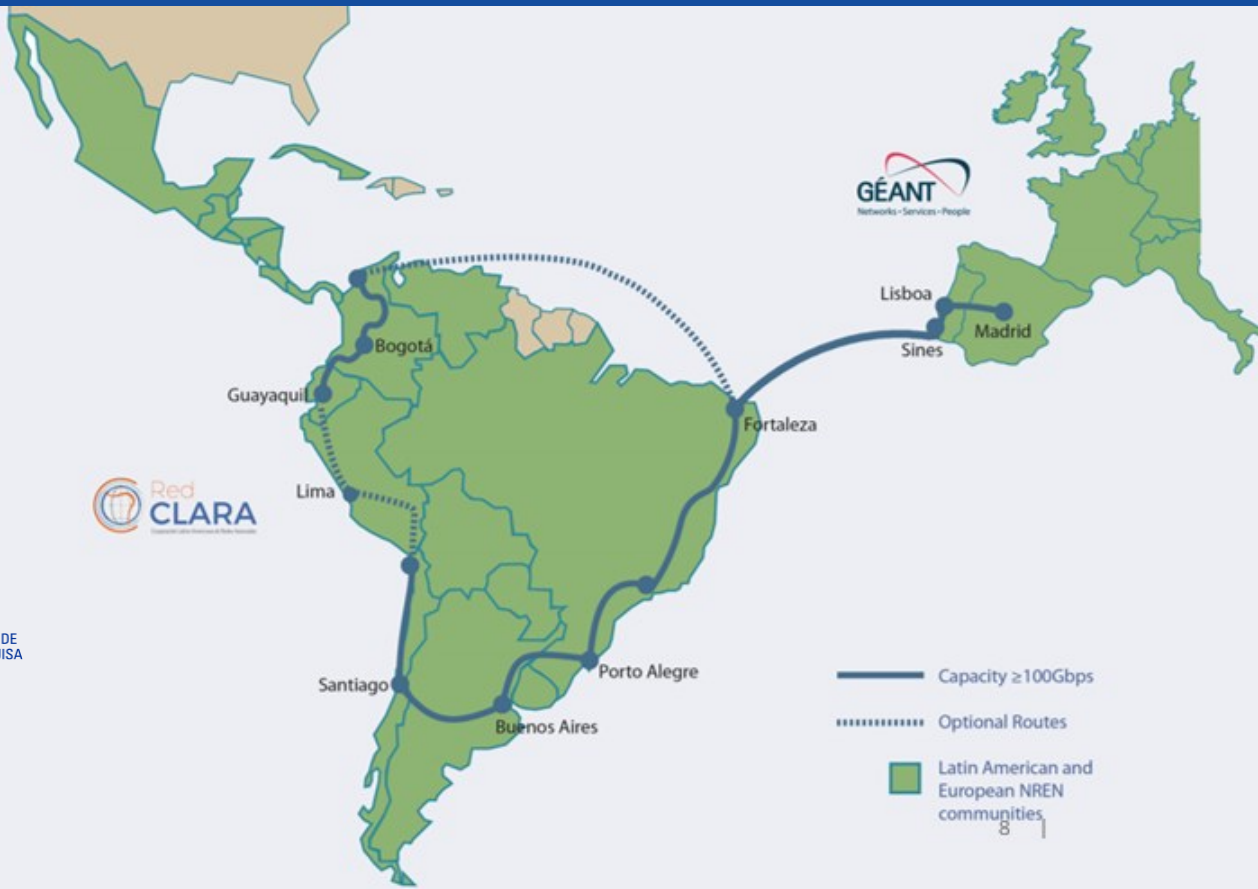 GÉANT
Networks • Services • People
Lisboa
Madrid
Sines
Bogotá
Guayaquil
Fortaleza
Lima
Red
CLARA
DE
Santiago
Porto Alegre
Buenos Aires
Capacity ≥100Gbps
Optional Routes
Latin American and
European NREN
communities
8 |